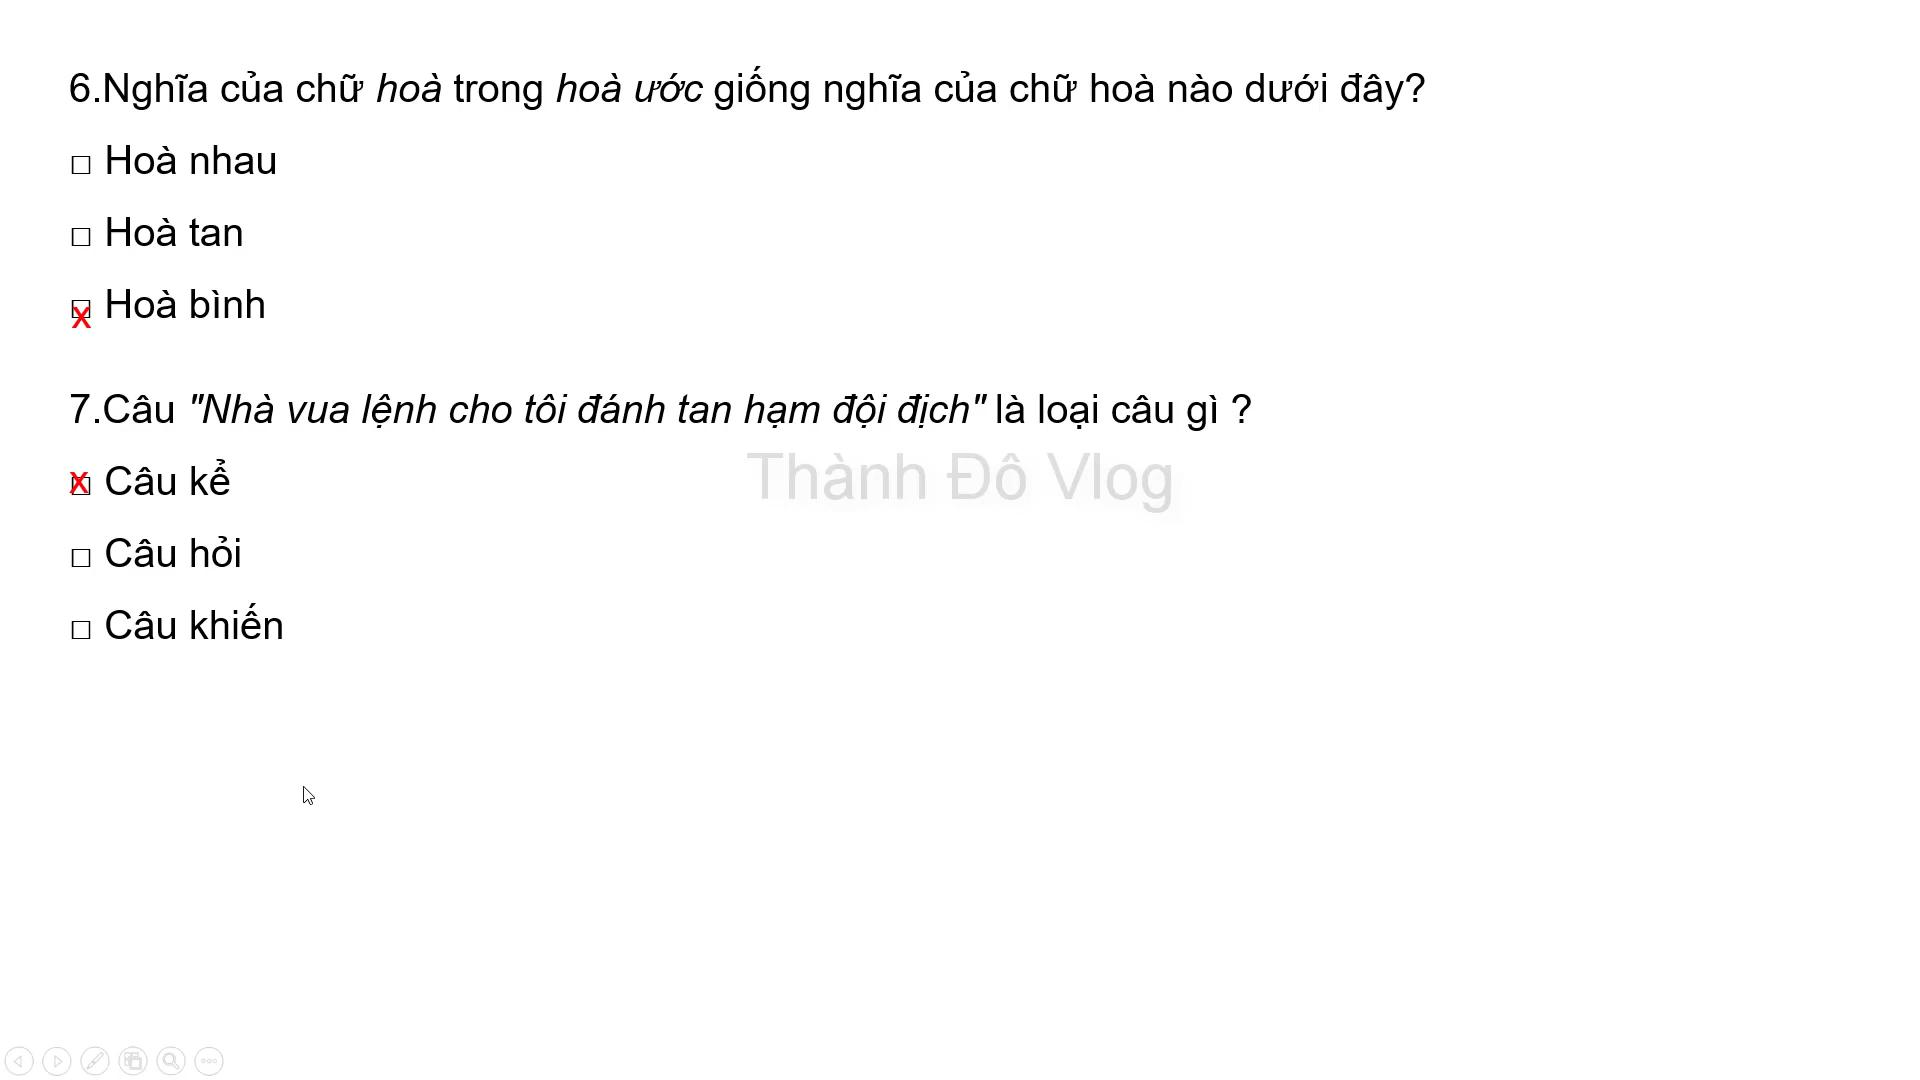 6.Nghĩa của chữ hoà trong hoà ước giống nghĩa của chữ hoà nào dưới đây?
□ Hoà nhau
□ Hoà tan
□ Hoà bình
x
7.Câu "Nhà vua lệnh cho tôi đánh tan hạm đội địch" là loại câu gì ?
x
□ Câu kể
Thành Đô Vlog
□ Câu hỏi
□ Câu khiến